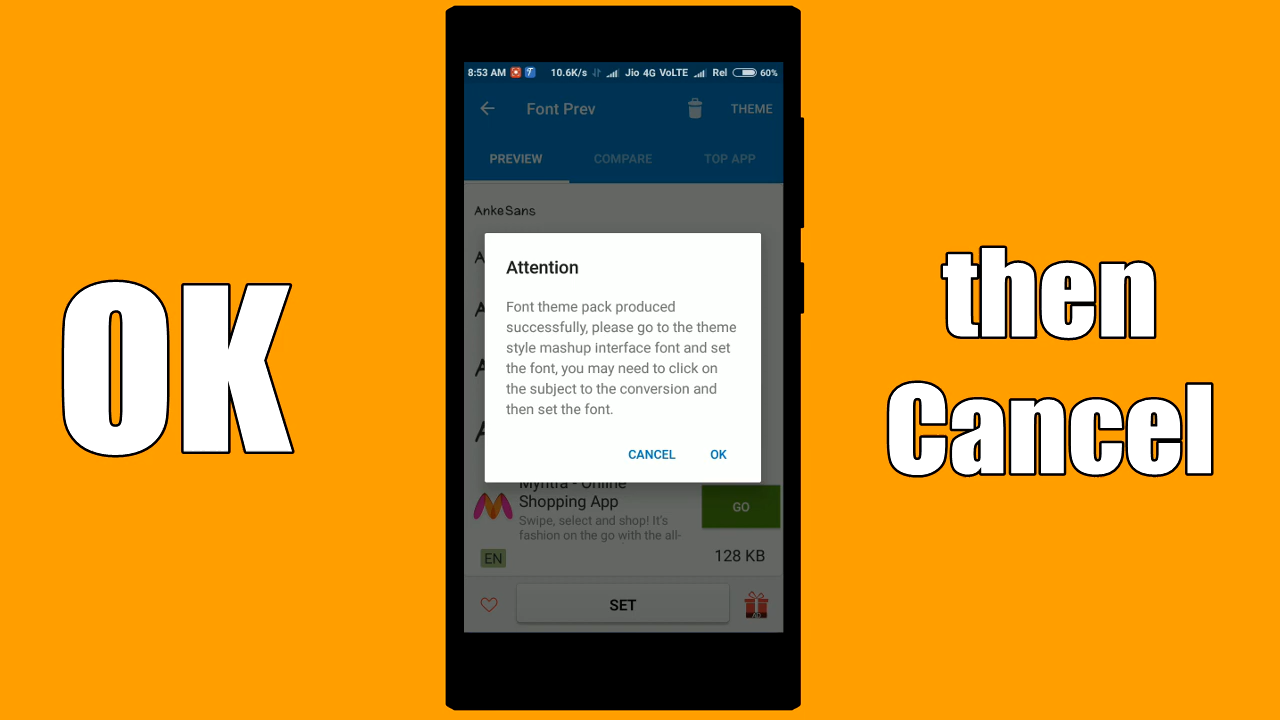 8:53 AM 10.6K/s Jio 4G VoLTE Rel 60%
Font Prev THEME
PREVIEW COMPARE TOP APP
AnkeSans
Attention
Font theme pack produced
successfully, please go to the theme
style mashup interface font and set
the font, you may need to click on
the subject to the conversion and
then set the font.
CANCEL OK
Myntra - Online
Shopping App
Swipe, select and shop! It's
fashion on the go with the all-
GO
EN
128 KB
SET
AD
OK
then
Cancel